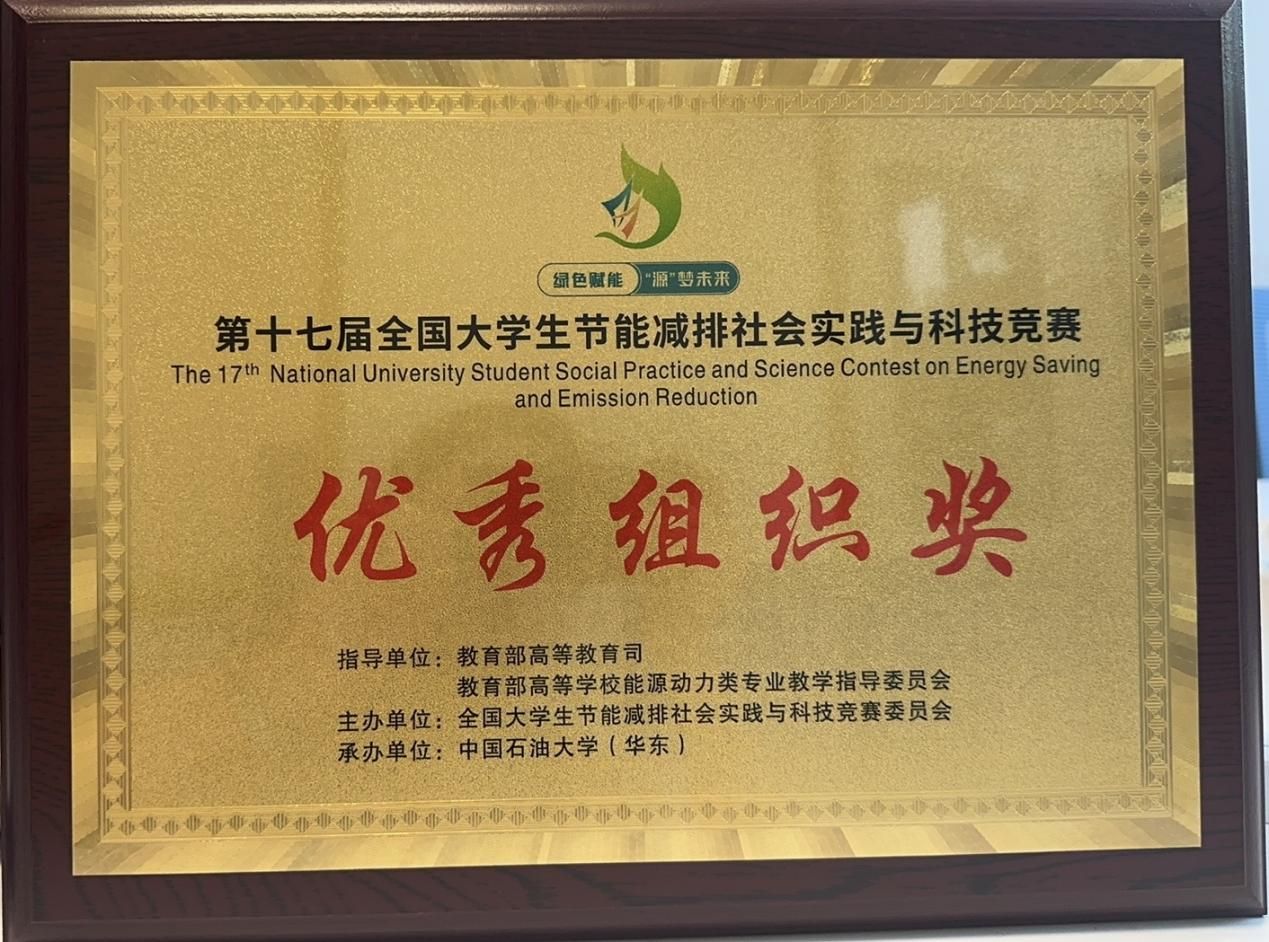 绿色赋能 “源”梦未来
第十七届全国大学生节能减排社会实践与科技竞赛
The 17th National University Student Social Practice and Science Contest on Energy Saving
and Emission Reduction
优秀组织奖
指导单位：教育部高等教育司
教育部高等学校能源动力类专业教学指导委员会
主办单位：全国大学生节能减排社会实践与科技竞赛委员会
承办单位：中国石油大学（华东）